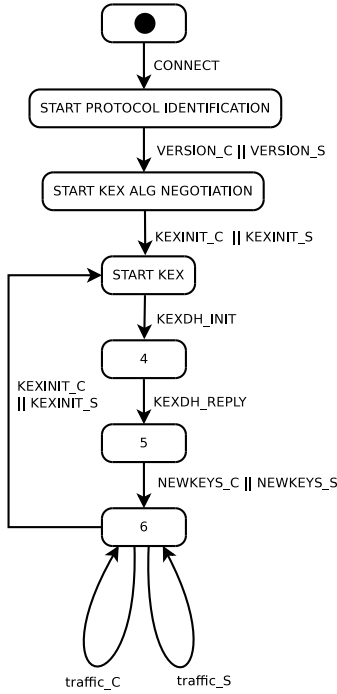 CONNECT
START PROTOCOL IDENTIFICATION
VERSION_C || VERSION_S
START KEX ALG NEGOTIATION
KEXINIT_C || KEXINIT_S
START KEX
KEXDH_INIT
4
KEXINIT_C
|| KEXINIT_S
KEXDH_REPLY
5
NEWKEYS_C || NEWKEYS_S
6
traffic_C
traffic_S